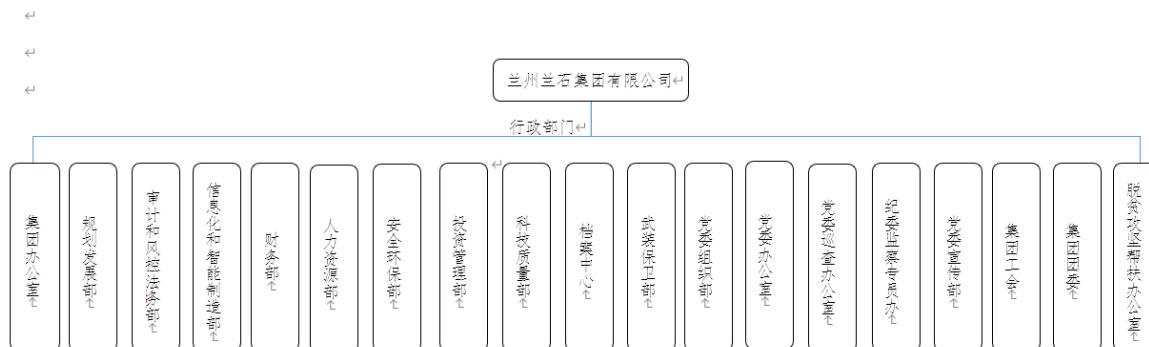 兰州兰石集团有限公司
行政部门
集团办公室
规划发展部
审计和风控法务部
信息化和智能制造部
财务部
人力资源部
安全环保部
投资管理部
科技质量部
档案中心
武装保卫部
党委组织部
党委办公室
党委巡查办公室
纪委监察专员办
党委宣传部
集团工会
集团团委
脱贫攻坚帮扶办公室